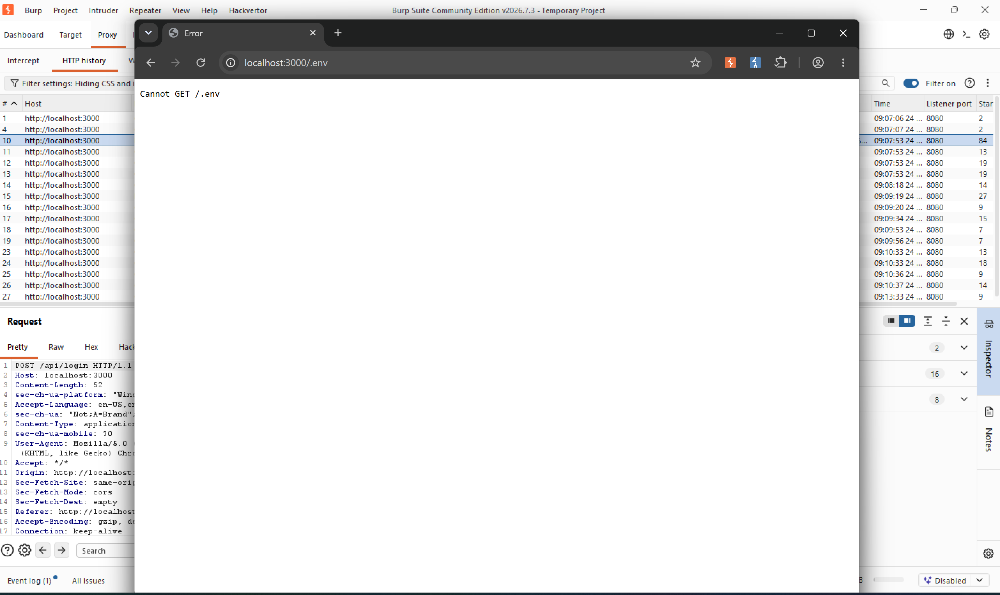 Burp Project Intruder Repeater View Help Hackvertor Burp Suite Community Edition v2026.7.3 - Temporary Project
Dashboard Target Proxy
Error
Intercept HTTP history
localhost:3000/.env
Filter settings: Hiding CSS and
Filter on
Cannot GET /.env
# Host Time Listener port Star
1 http://localhost:3000 09:07:06 24 ... 8080 2
4 http://localhost:3000 09:07:07 24 ... 8080 2
10 http://localhost:3000 09:07:53 24 ... 8080 84
11 http://localhost:3000 09:07:53 24 ... 8080 13
12 http://localhost:3000 09:07:53 24 ... 8080 19
13 http://localhost:3000 09:07:53 24 ... 8080 19
14 http://localhost:3000 09:08:18 24 ... 8080 14
15 http://localhost:3000 09:09:19 24 ... 8080 27
16 http://localhost:3000 09:09:20 24 ... 8080 9
17 http://localhost:3000 09:09:34 24 ... 8080 15
18 http://localhost:3000 09:09:53 24 ... 8080 7
19 http://localhost:3000 09:09:56 24 ... 8080 7
23 http://localhost:3000 09:10:33 24 ... 8080 13
24 http://localhost:3000 09:10:33 24 ... 8080 18
25 http://localhost:3000 09:10:36 24 ... 8080 9
26 http://localhost:3000 09:10:37 24 ... 8080 14
27 http://localhost:3000 09:13:33 24 ... 8080 9
Request
Pretty Raw Hex Hack
1 POST /api/login HTTP/1.1
2 Host: localhost:3000
3 Content-Length: 52
4 sec-ch-ua-platform: "Wind
5 Accept-Language: en-US,en
6 sec-ch-ua: "Not;A=Brand";
7 Content-Type: application
8 sec-ch-ua-mobile: ?0
9 User-Agent: Mozilla/5.0
(KHTML, like Gecko) Chro
10 Accept: */*
11 Origin: http://localhost:
12 Sec-Fetch-Site: same-orig
13 Sec-Fetch-Mode: cors
14 Sec-Fetch-Dest: empty
15 Referer: http://localhost
16 Accept-Encoding: gzip, de
17 Connection: keep-alive
2
16
8
Inspector
Notes
Search
Event log (1) All issues
Disabled